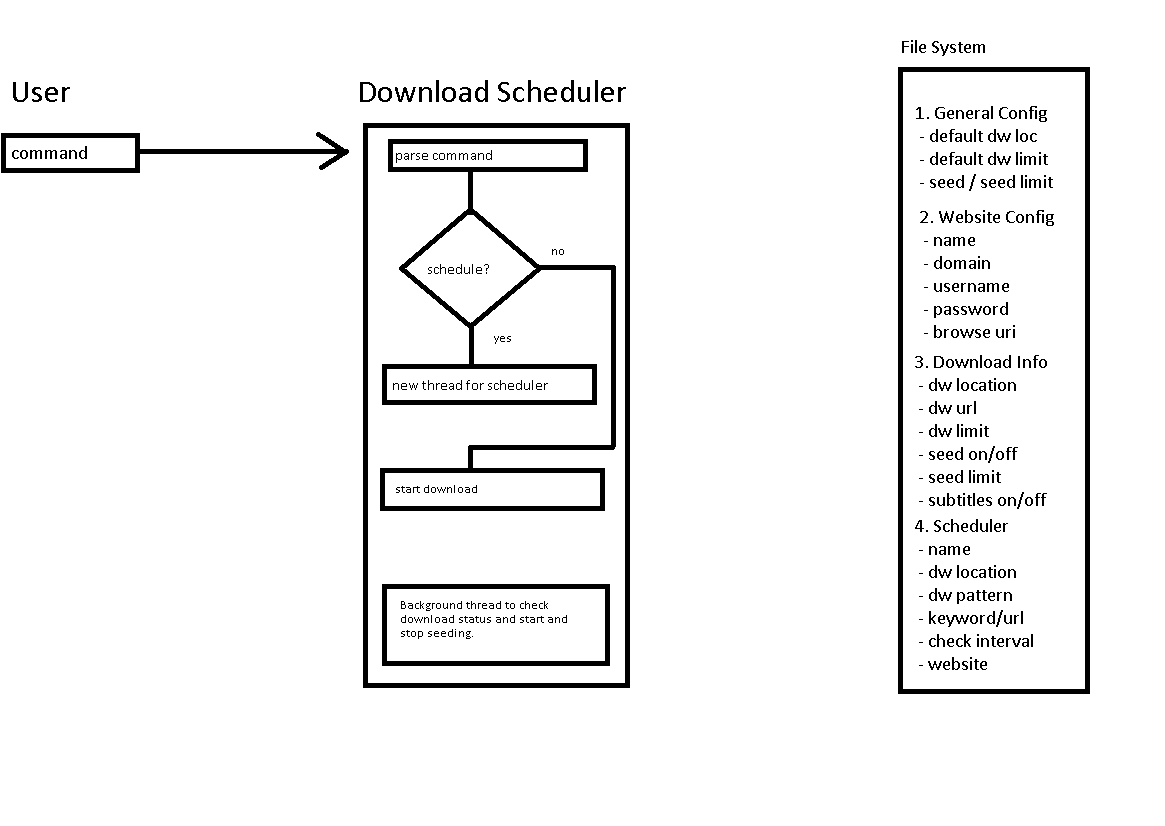 User
command
Download Scheduler
parse command
schedule?
no
yes
new thread for scheduler
start download
Background thread to check
download status and start and
stop seeding.
File System
1. General Config
- default dw loc
- default dw limit
- seed / seed limit
2. Website Config
- name
- domain
- username
- password
- browse uri
3. Download Info
- dw location
- dw url
- dw limit
- seed on/off
- seed limit
- subtitles on/off
4. Scheduler
- name
- dw location
- dw pattern
- keyword/url
- check interval
- website